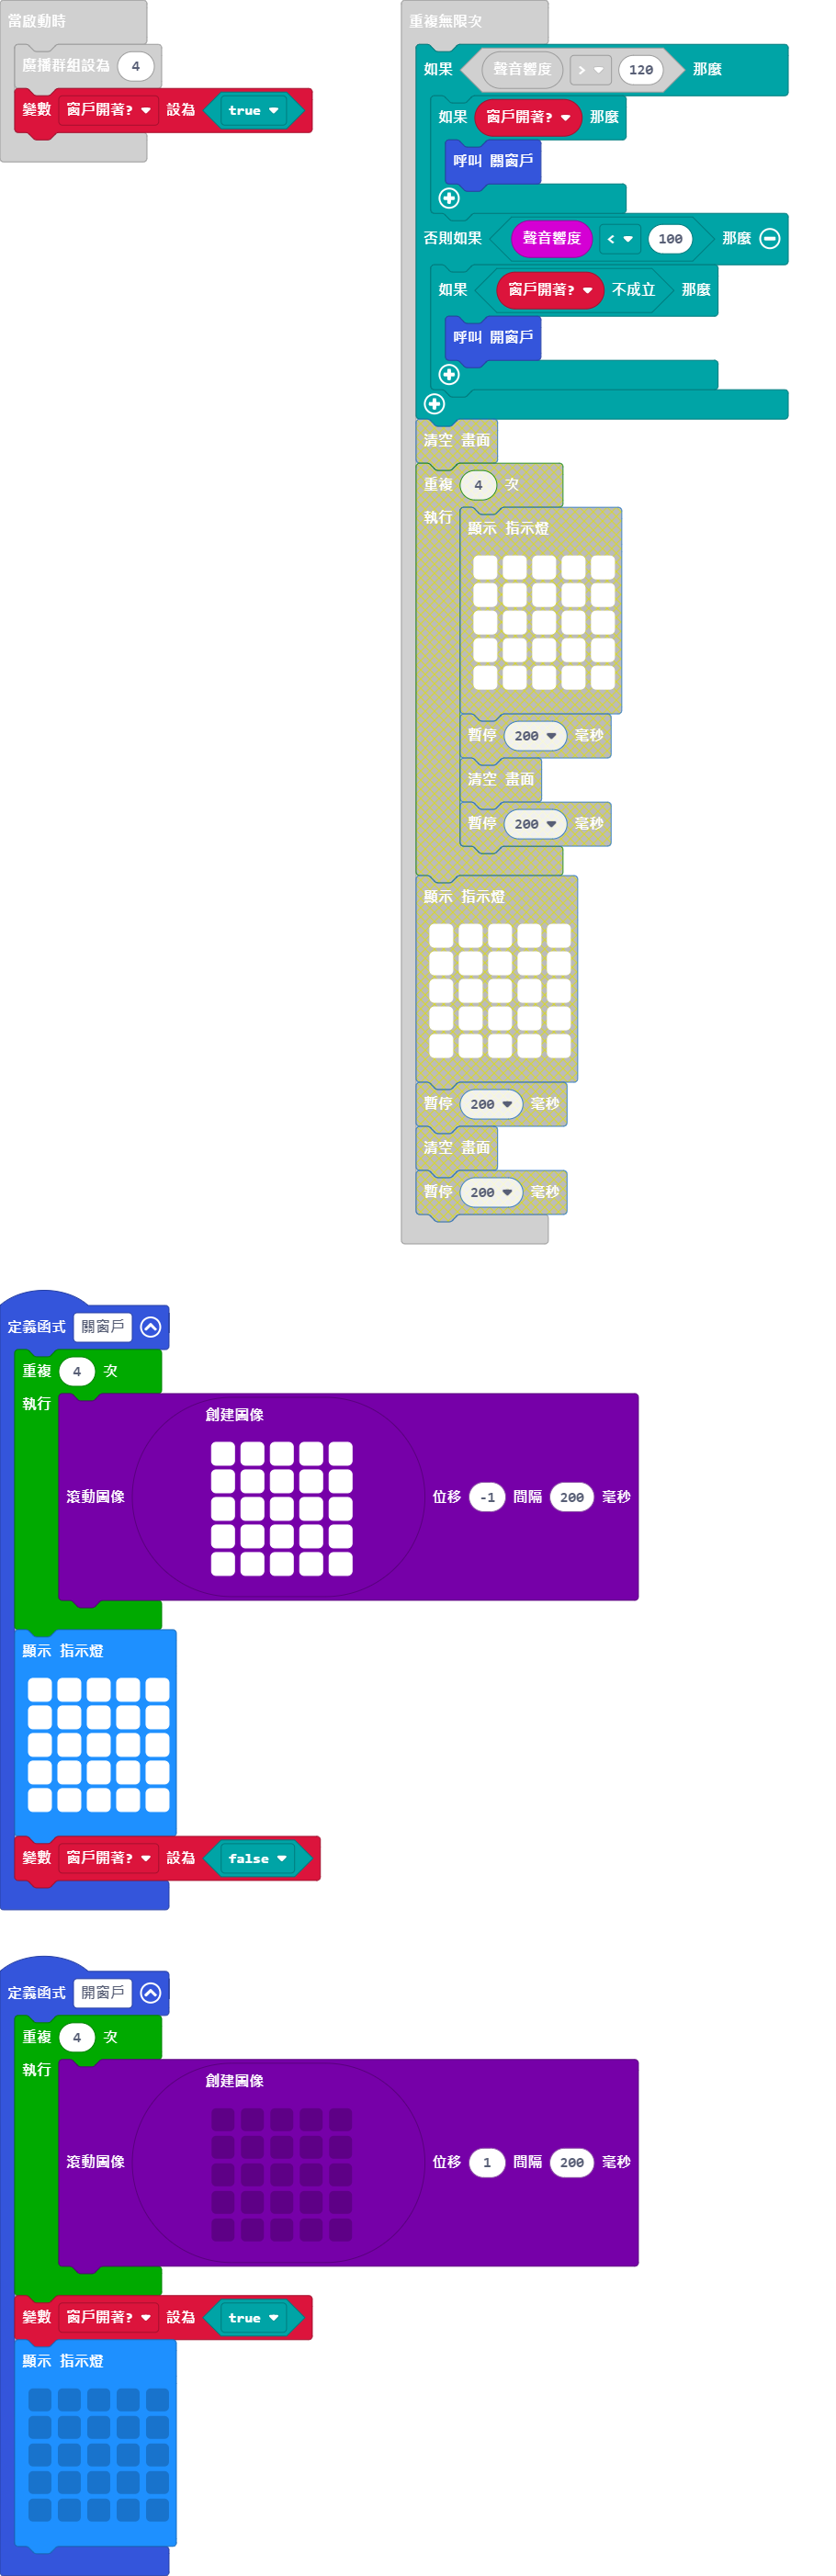 當啟動時
廣播群組設為 4
變數 窗戶開著? 設為 true
重複無限次
如果 聲音響度 > 120 那麼
如果 窗戶開著? 那麼
呼叫 關窗戶
否則如果 聲音響度 < 100 那麼
如果 窗戶開著? 不成立 那麼
呼叫 開窗戶
清空 畫面
重複 4 次
執行
顯示 指示燈
暫停 200 毫秒
清空 畫面
暫停 200 毫秒
顯示 指示燈
暫停 200 毫秒
清空 畫面
暫停 200 毫秒
定義函式 關窗戶
重複 4 次
執行
創建圖像
滾動圖像 位移 -1 間隔 200 毫秒
顯示 指示燈
變數 窗戶開著? 設為 false
定義函式 開窗戶
重複 4 次
執行
創建圖像
滾動圖像 位移 1 間隔 200 毫秒
變數 窗戶開著? 設為 true
顯示 指示燈